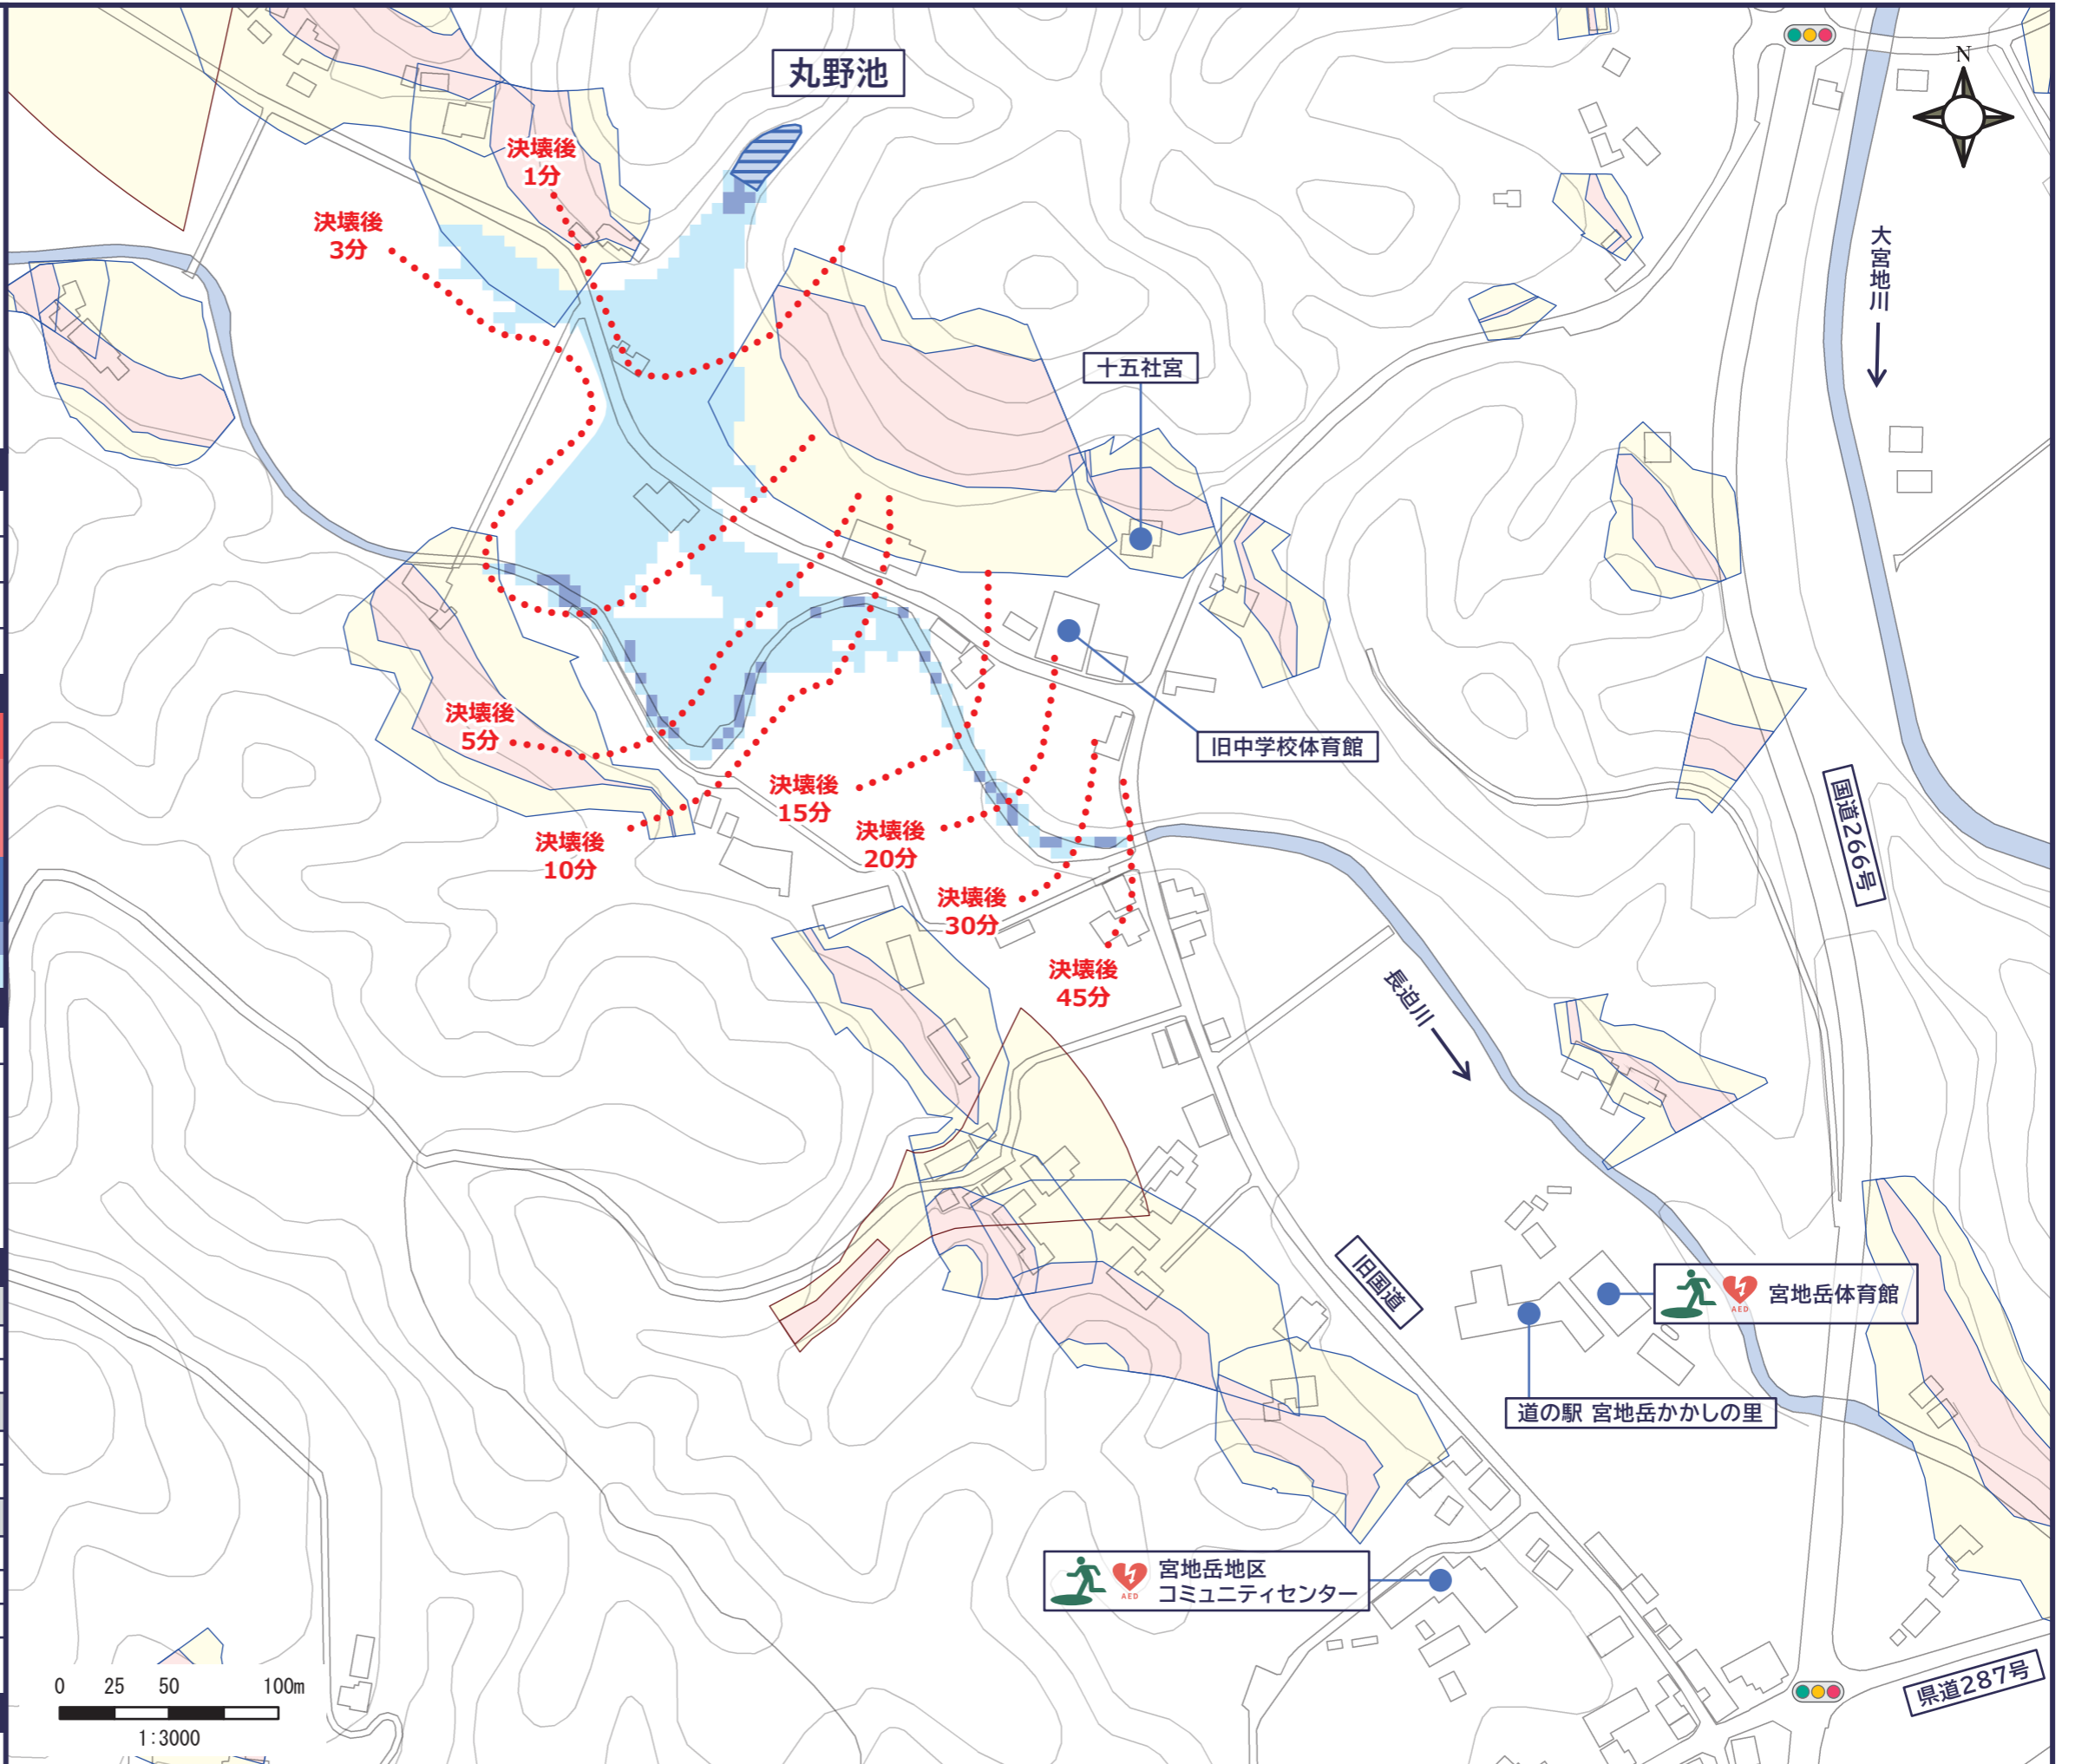 丸野池
N
決壊後
1分
決壊後
3分
大宮地川
十五社宮
旧中学校体育館
決壊後
5分
決壊後
15分
決壊後
10分
決壊後
20分
国道266号
決壊後
30分
決壊後
45分
長迫川
旧国道
AED
宮地岳体育館
道の駅 宮地岳かかしの里
AED
宮地岳地区
コミュニティセンター
県道287号
0 25 50 100m
1:3000